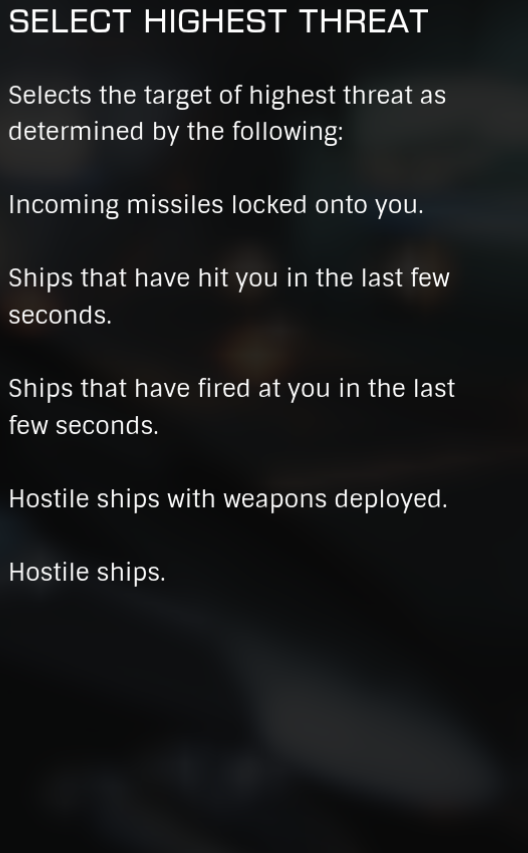 SELECT HIGHEST THREAT
Selects the target of highest threat as
determined by the following:
Incoming missiles locked onto you.
Ships that have hit you in the last few
seconds.
Ships that have fired at you in the last
few seconds.
Hostile ships with weapons deployed.
Hostile ships.